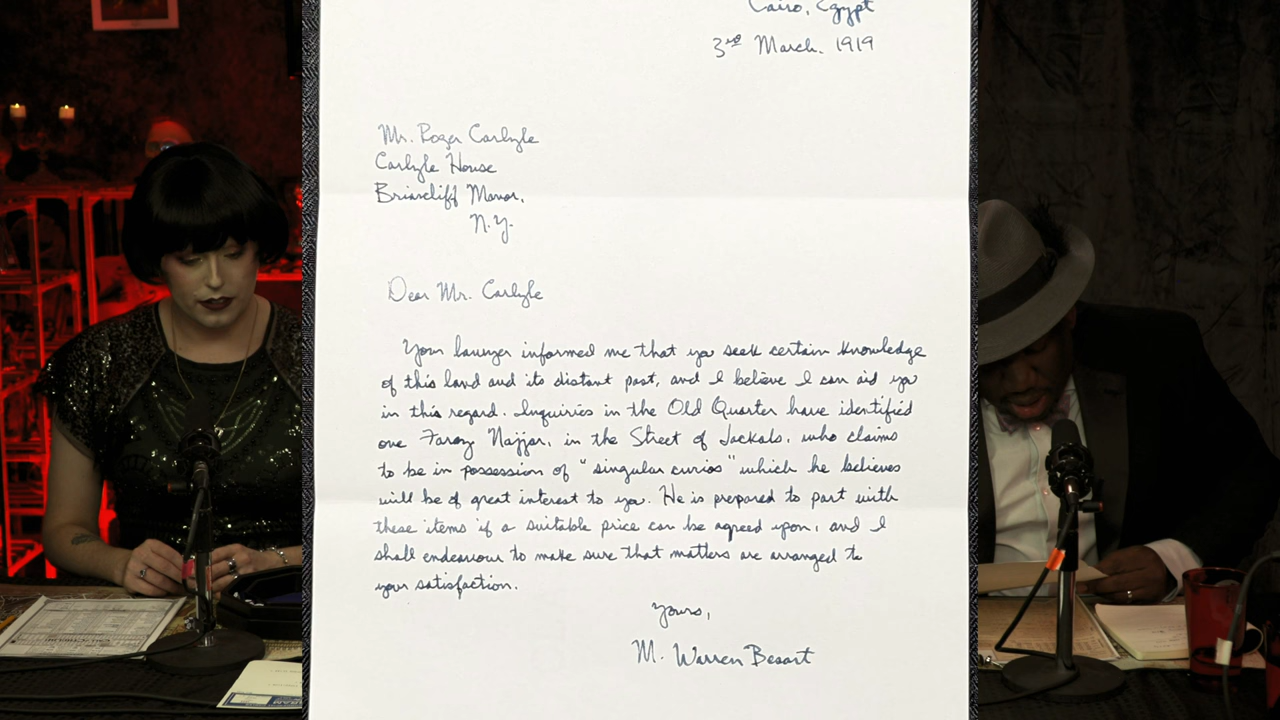 Cairo, Egypt
3rd March. 1919
Mr. Roger Carlyle
Carlyle House
Briarcliff Manor,
N.Y.
Dear Mr. Carlyle
Your lawyer informed me that you seek certain knowledge
of this land and its distant past, and I believe I can aid you
in this regard. Inquiries in the Old Quarter have identified
one Faraz Najjar, in the Street of Jackals, who claims
to be in possession of "singular curios" which he believes
will be of great interest to you. He is prepared to part with
these items if a suitable price can be agreed upon, and I
shall endeavour to make sure that matters are arranged to
your satisfaction.
Yours,
M. Warren Besart